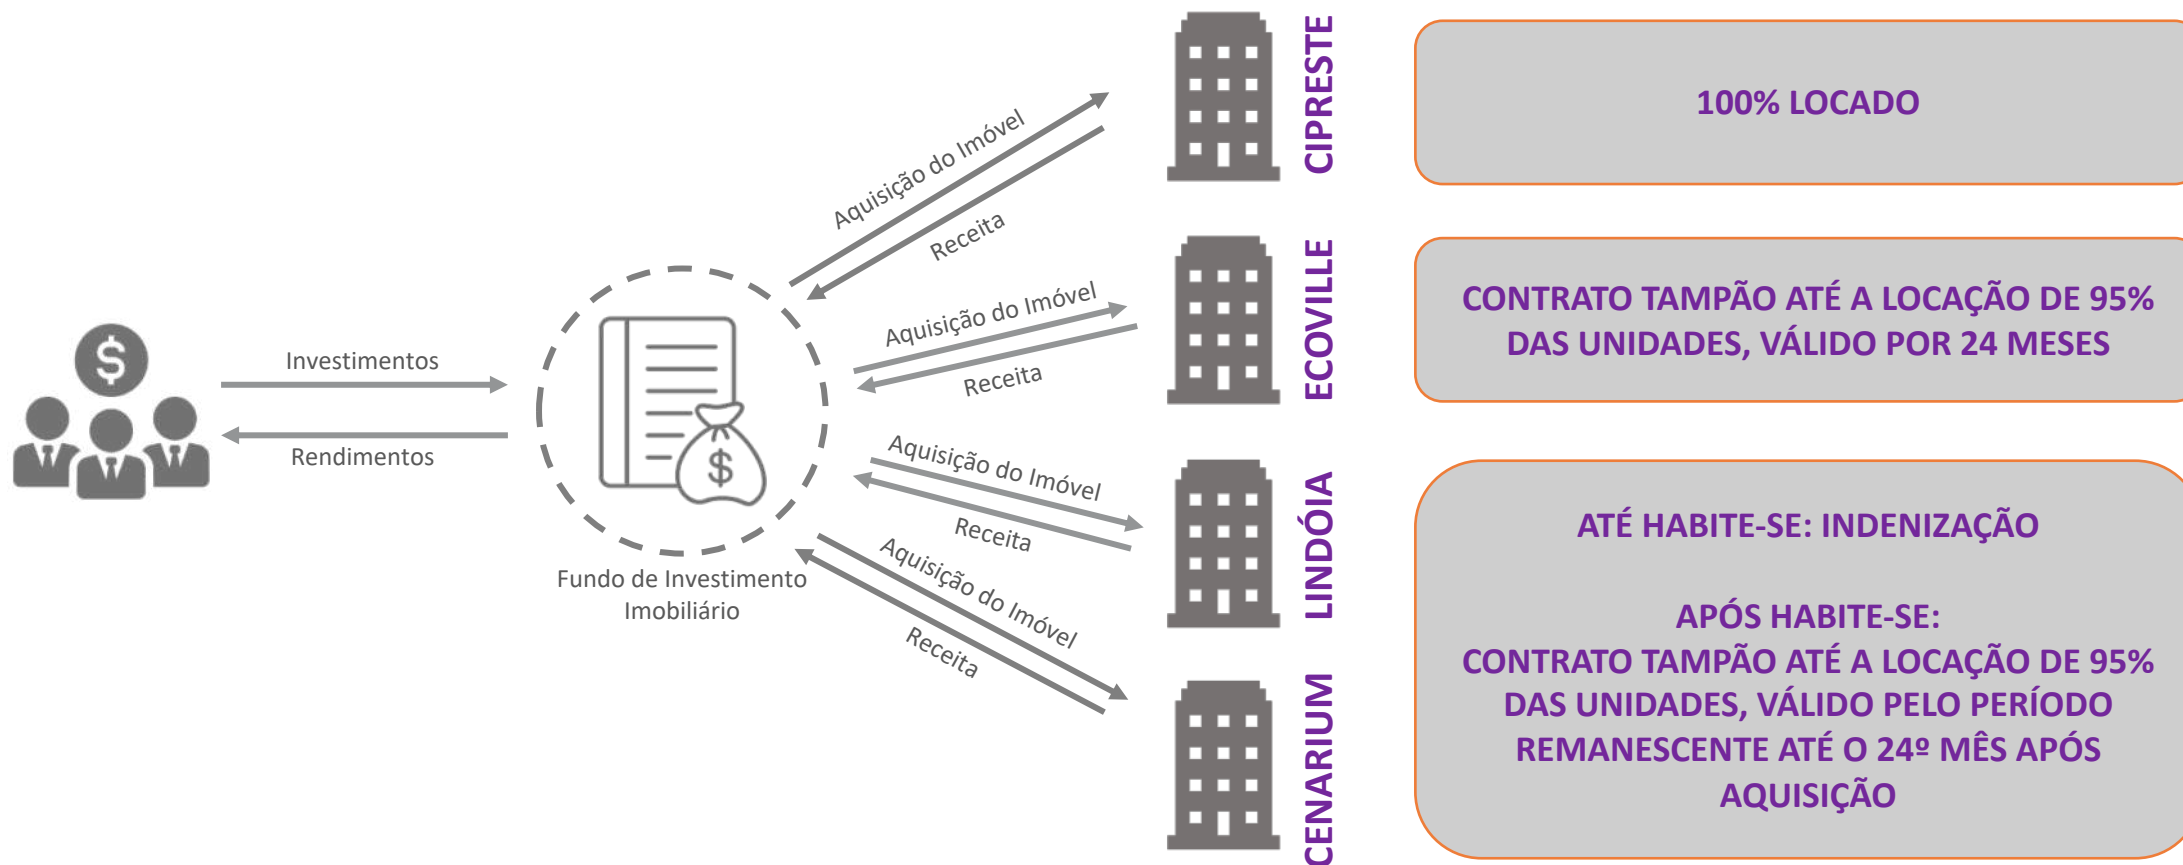 Investimentos
Rendimentos
$
$
Fundo de Investimento
Imobiliário
Aquisição do Imóvel
Receita
CIPRESTE
100% LOCADO
Aquisição do Imóvel
Receita
ECOVILLE
CONTRATO TAMPÃO ATÉ A LOCAÇÃO DE 95%
DAS UNIDADES, VÁLIDO POR 24 MESES
Aquisição do Imóvel
Receita
LINDÓIA
Aquisição do Imóvel
Receita
CENARIUM
ATÉ HABITE-SE: INDENIZAÇÃO
APÓS HABITE-SE:
CONTRATO TAMPÃO ATÉ A LOCAÇÃO DE 95%
DAS UNIDADES, VÁLIDO PELO PERÍODO
REMANESCENTE ATÉ O 24º MÊS APÓS
AQUISIÇÃO